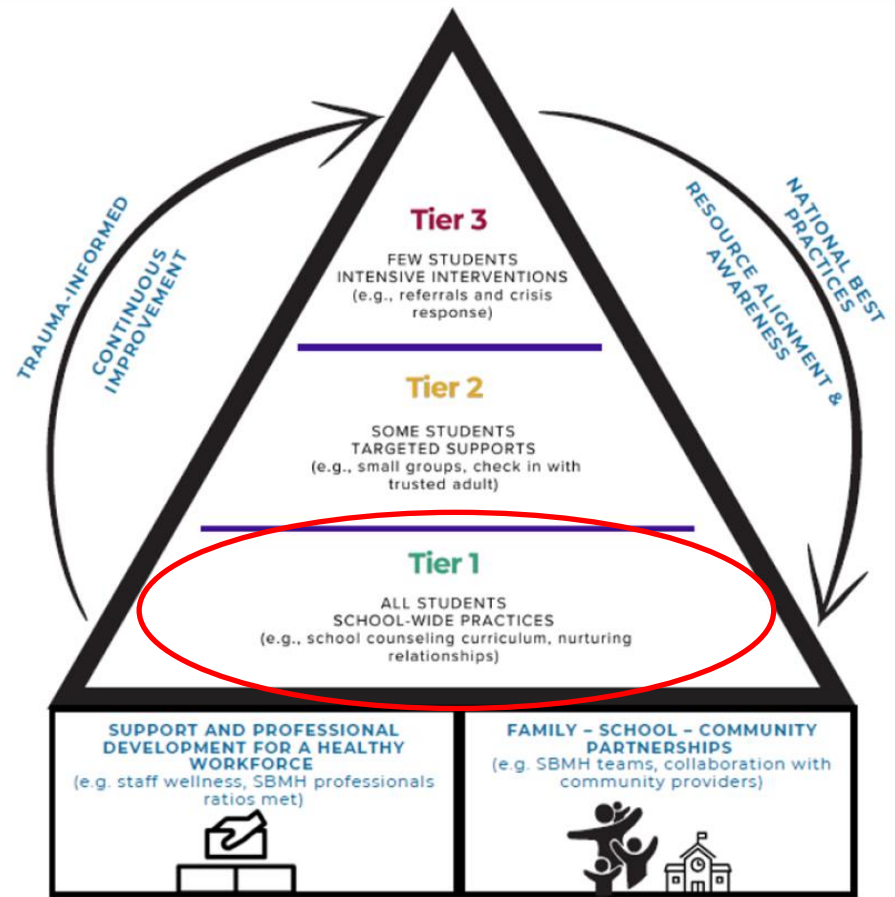 TRAUMA-INFORMED
CONTINUOUS
IMPROVEMENT
NATIONAL BEST
PRACTICES
RESOURCE ALIGNMENT &
AWARENESS
Tier 3
FEW STUDENTS
INTENSIVE INTERVENTIONS
(e.g., referrals and crisis
response)
Tier 2
SOME STUDENTS
TARGETED SUPPORTS
(e.g., small groups, check in with
trusted adult)
Tier 1
ALL STUDENTS
SCHOOL-WIDE PRACTICES
(e.g., school counseling curriculum, nurturing
relationships)
SUPPORT AND PROFESSIONAL
DEVELOPMENT FOR A HEALTHY
WORKFORCE
(e.g. staff wellness, SBMH professionals
ratios met)
FAMILY – SCHOOL – COMMUNITY
PARTNERSHIPS
(e.g. SBMH teams, collaboration with
community providers)